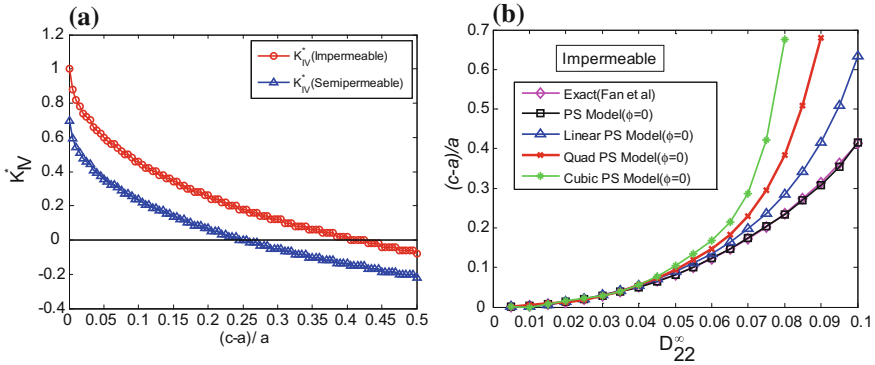 (a)
K*IV
1.2
1
0.8
0.6
0.4
0.2
0
-0.2
-0.4
K*IV(Impermeable)
K*IV(Semipermeable)
0 0.05 0.1 0.15 0.2 0.25 0.3 0.35 0.4 0.45 0.5
(c-a)/ a
(b)
(c-a)/a
0.7
0.6
0.5
0.4
0.3
0.2
0.1
0
Impermeable
Exact(Fan et al)
PS Model(ϕ=0)
Linear PS Model(ϕ=0)
Quad PS Model(ϕ=0)
Cubic PS Model(ϕ=0)
0 0.01 0.02 0.03 0.04 0.05 0.06 0.07 0.08 0.09 0.1
D∞22